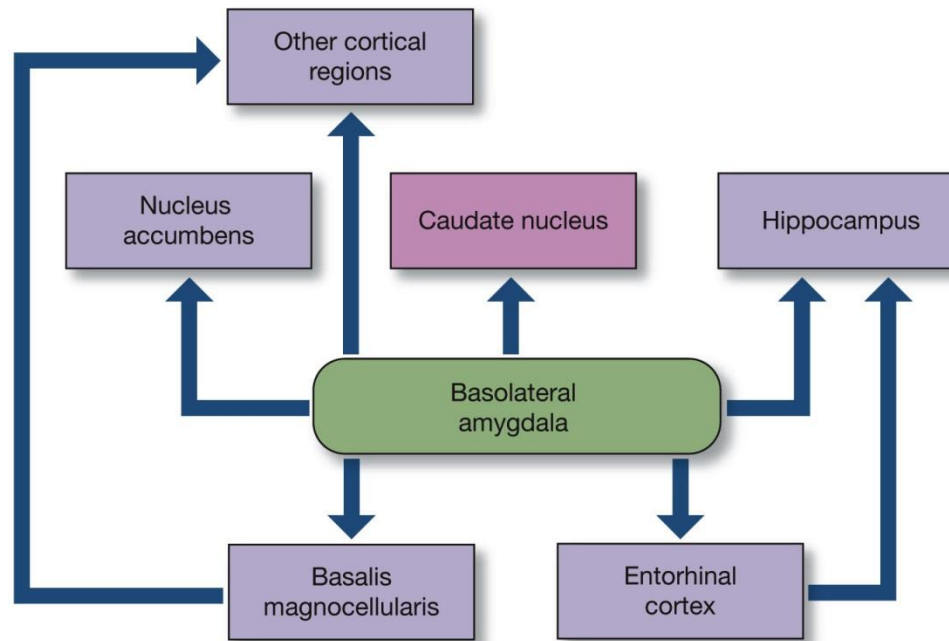 Other cortical
regions
Nucleus
accumbens
Caudate nucleus
Hippocampus
Basolateral
amygdala
Basalis
magnocellularis
Entorhinal
cortex